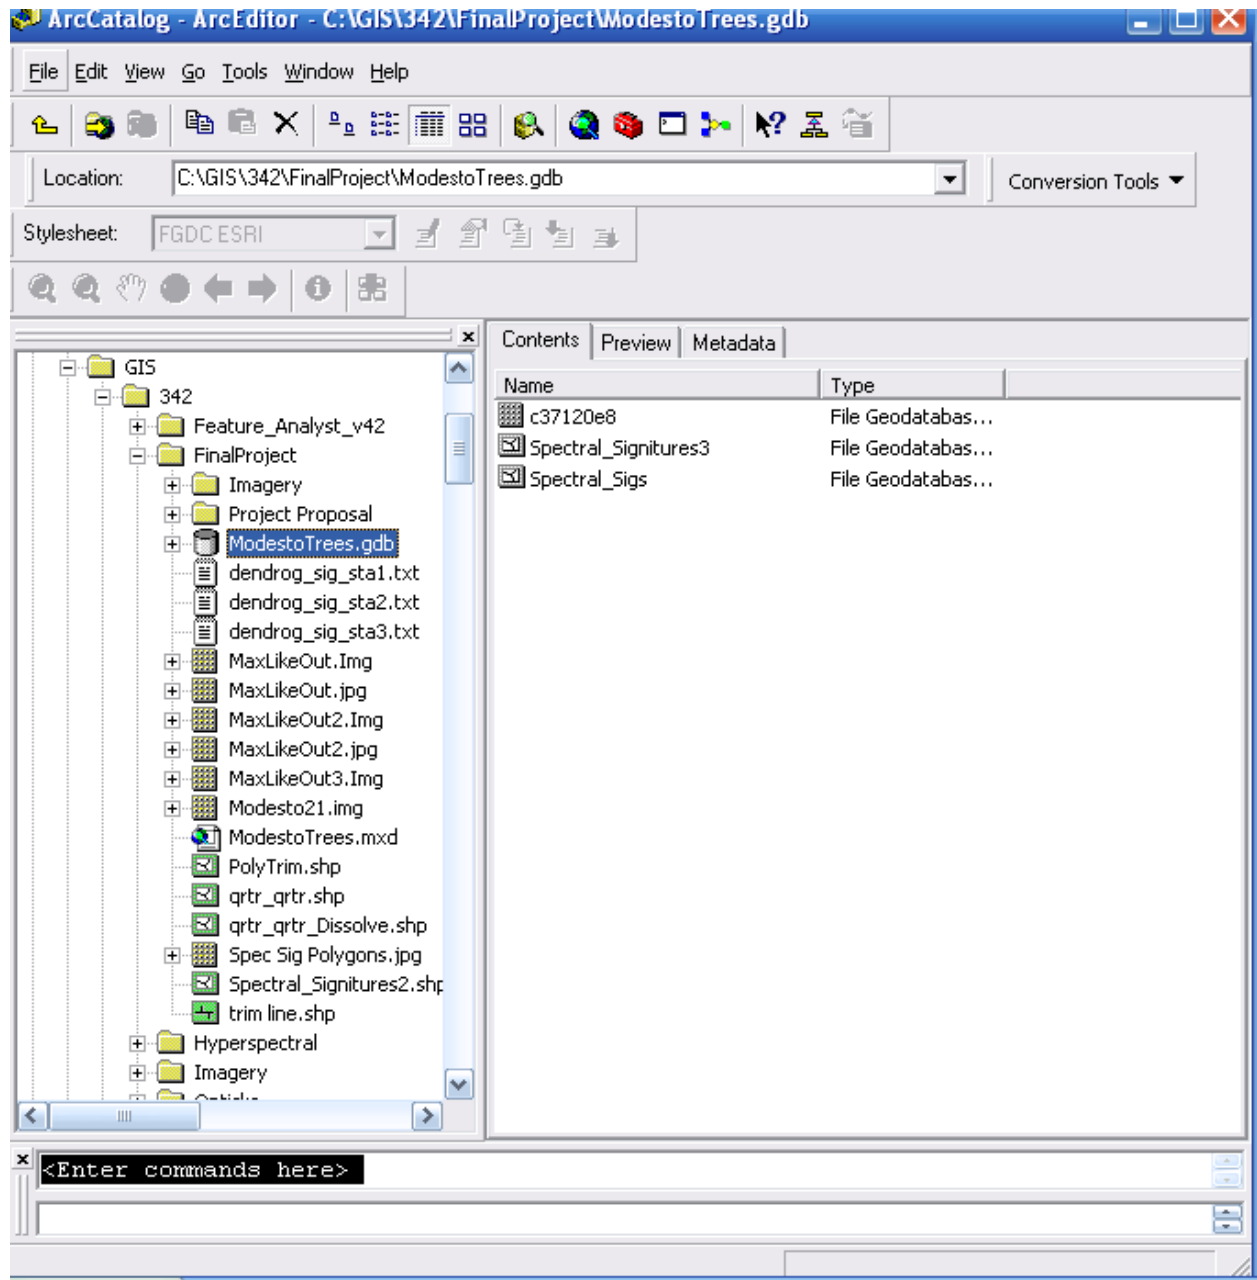 ArcCatalog - ArcEditor - C:\GIS\342\FinalProject\ModestoTrees.gdb
File Edit View Go Tools Window Help
Location: C:\GIS\342\FinalProject\ModestoTrees.gdb Conversion Tools
Stylesheet: FGDC ESRI
Contents Preview Metadata
Name Type
c37120e8 File Geodatabas...
Spectral_Signitures3 File Geodatabas...
Spectral_Sigs File Geodatabas...
GIS
342
Feature_Analyst_v42
FinalProject
Imagery
Project Proposal
ModestoTrees.gdb
dendrog_sig_sta1.txt
dendrog_sig_sta2.txt
dendrog_sig_sta3.txt
MaxLikeOut.Img
MaxLikeOut.jpg
MaxLikeOut2.Img
MaxLikeOut2.jpg
MaxLikeOut3.Img
Modesto21.img
ModestoTrees.mxd
PolyTrim.shp
qrtr_qrtr.shp
qrtr_qrtr_Dissolve.shp
Spec Sig Polygons.jpg
Spectral_Signitures2.shp
trim line.shp
Hyperspectral
Imagery
<Enter commands here>